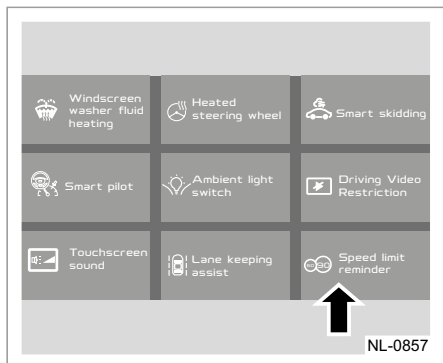 Windscreen
washer fluid
heating
Heated
steering wheel
Smart skidding
Smart pilot
Ambient light
switch
Driving Video
Restriction
Touchscreen
sound
Lane keeping
assist
Speed limit
reminder
NL-0857